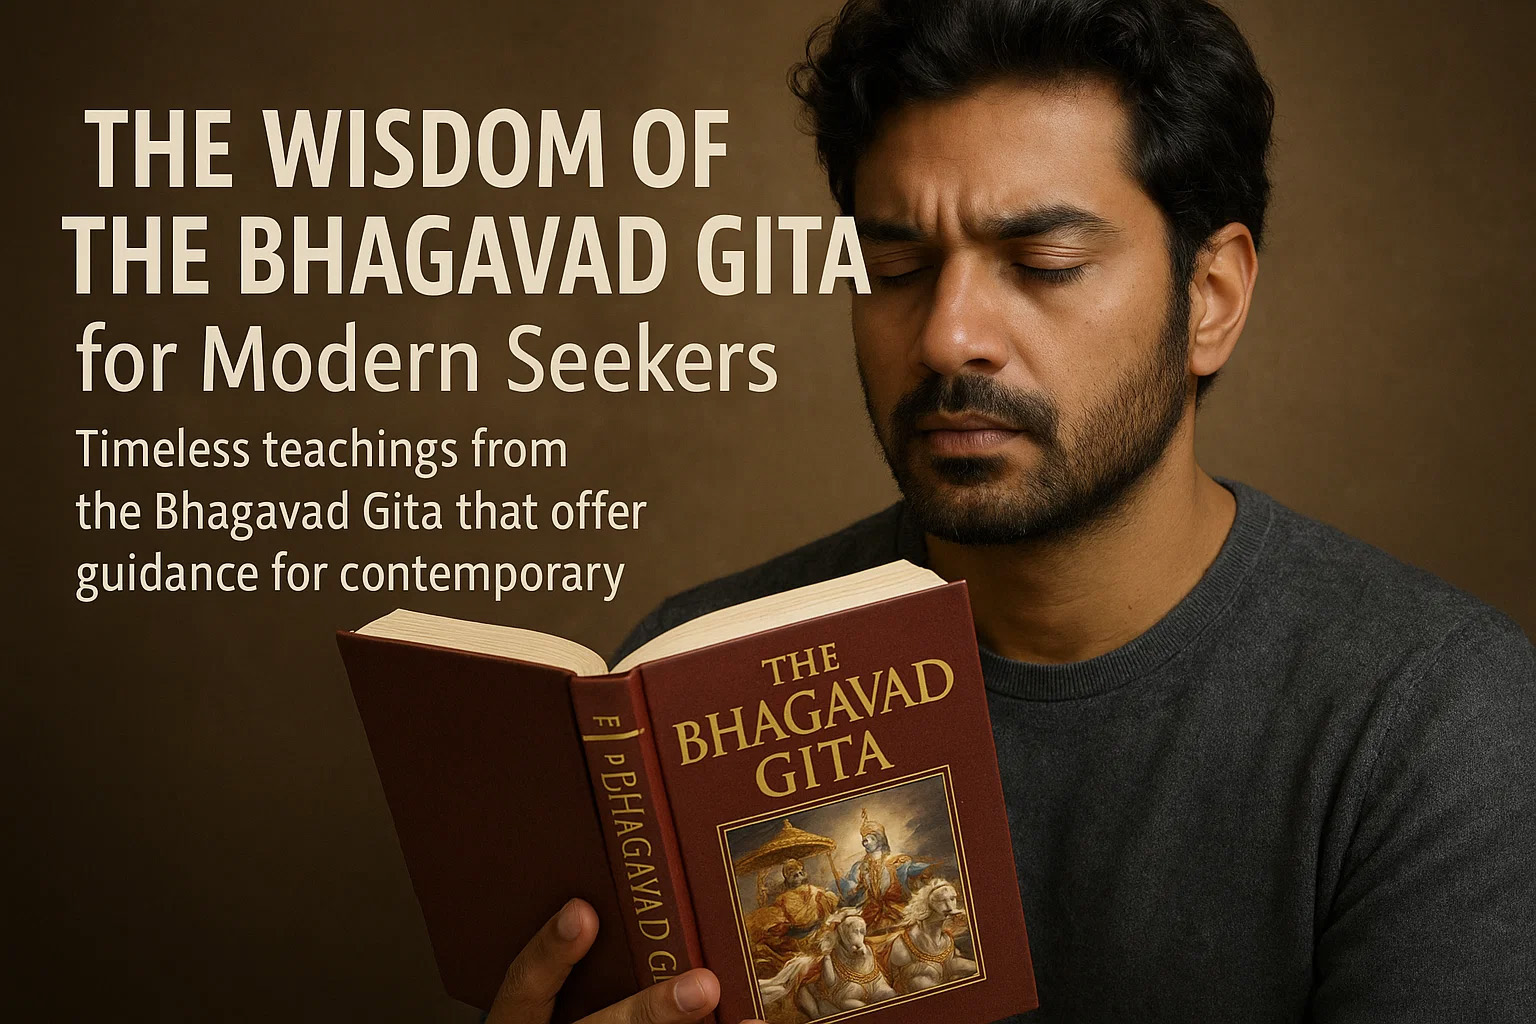 THE WISDOM OF
THE BHAGAVAD GITA
for Modern Seekers
Timeless teachings from
the Bhagavad Gita that offer
guidance for contemporary
THE
BHAGAVAD
GITA
BHAGAVAD G